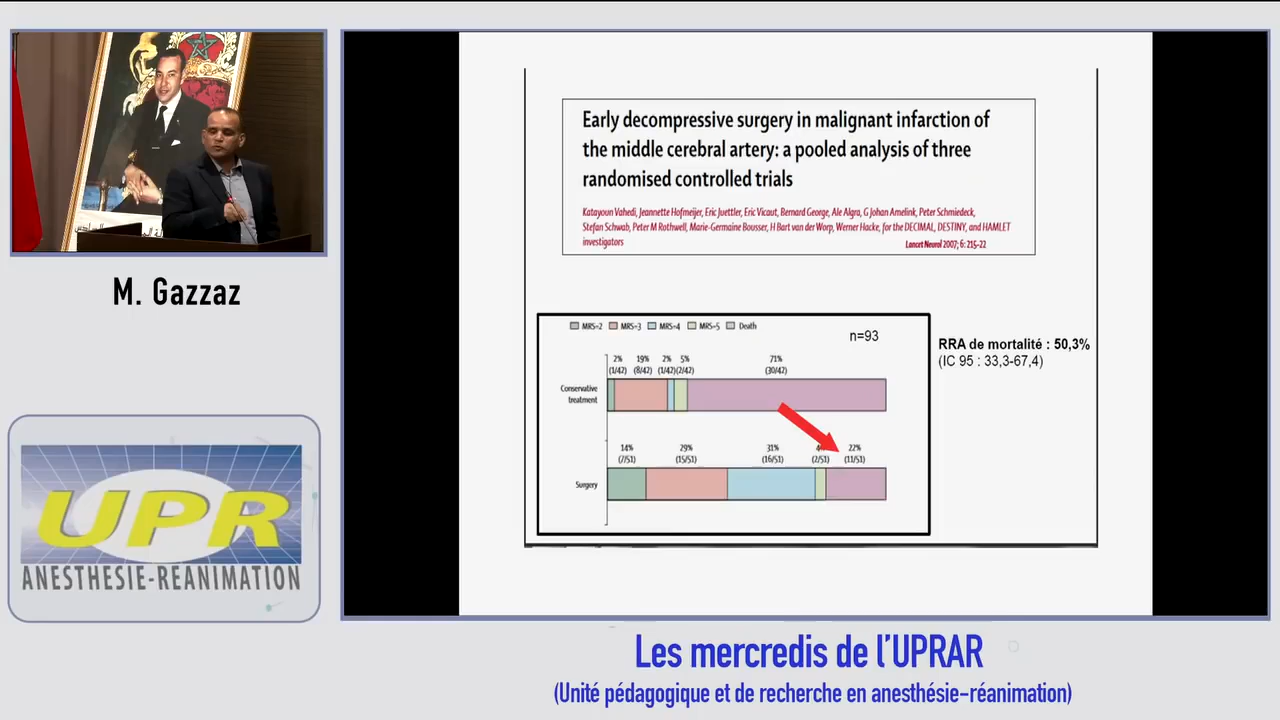 M. Gazzaz
UPR
ANESTHESIE-REANIMATION
Early decompressive surgery in malignant infarction of
the middle cerebral artery: a pooled analysis of three
randomised controlled trials
Katayoun Vahedi, Jeannette Hofmeijer, Eric Juettler, Eric Vicaut, Bernard George, Ale Algra, G Johan Amelink, Peter Schmiedeck,
Stefan Schwab, Peter M Rothwell, Marie-Germaine Bousser, H Bart van der Worp, Werner Hacke, for the DECIMAL, DESTINY, and HAMLET
investigators
Lancet Neurol 2007; 6: 215-22
MRS=2 MRS=3 MRS=4 MRS=5 Death
n=93
2% 19% 2% 5% 71%
(1/42) (8/42) (1/42) (2/42) (30/42)
Conservative
treatment
14% 29% 31% 22%
(7/51) (15/51) (16/51) (2/51) (11/51)
Surgery
RRA de mortalité : 50,3%
(IC 95 : 33,3-67,4)
Les mercredis de l'UPRAR
(Unité pédagogique et de recherche en anesthésie-réanimation)